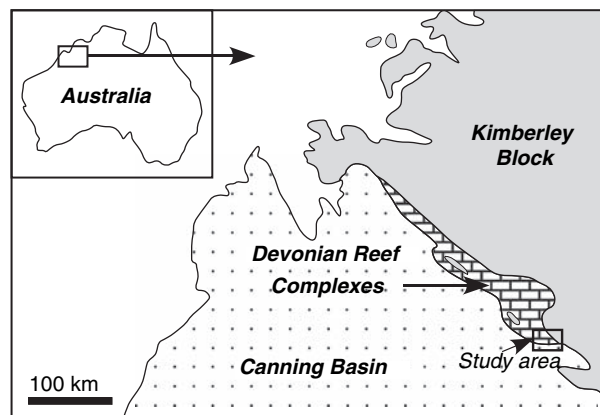 Australia
Kimberley
Block
Devonian Reef
Complexes
Study area
Canning Basin
100 km